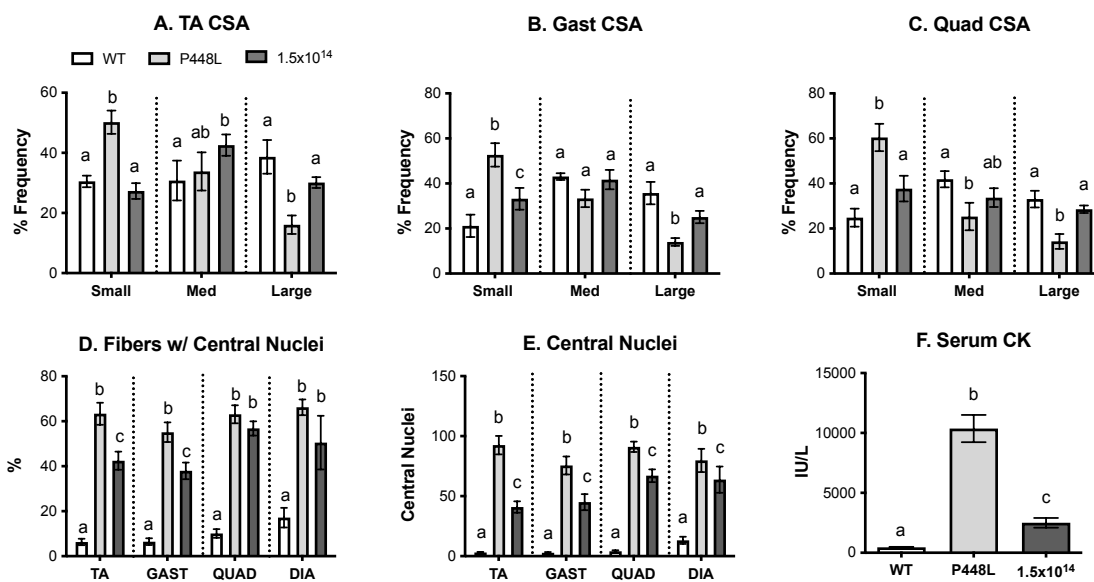 A. TA CSA
WT P448L 1.5x10¹⁴
% Frequency
60
40
20
0
a b a
a ab b
a b a
Small Med Large
B. Gast CSA
% Frequency
80
60
40
20
0
a b c
a a a
a b a
Small Med Large
C. Quad CSA
% Frequency
80
60
40
20
0
a b a
a b ab
a b a
Small Med Large
D. Fibers w/ Central Nuclei
%
80
60
40
20
0
a b c
a b c
a b b
a b b
TA GAST QUAD DIA
E. Central Nuclei
Central Nuclei
150
100
50
0
a b c
a b c
a b c
a b c
TA GAST QUAD DIA
F. Serum CK
IU/L
15000
10000
5000
0
a b c
WT P448L 1.5x10¹⁴